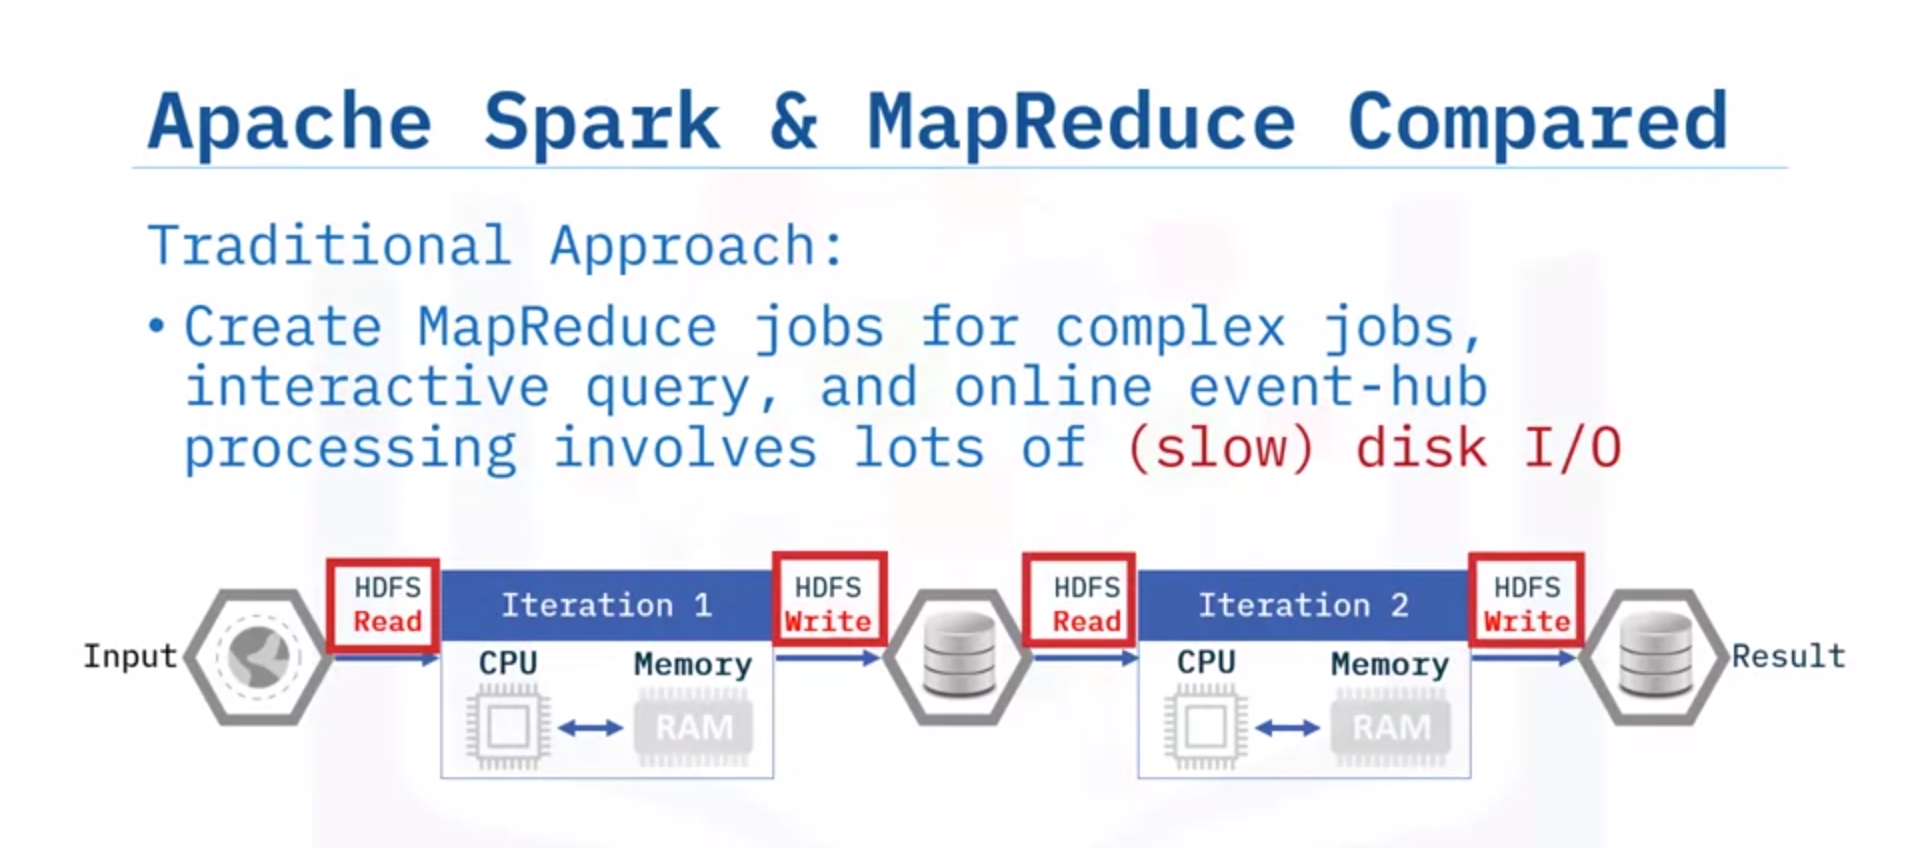 Apache Spark & MapReduce Compared
Traditional Approach:
• Create MapReduce jobs for complex jobs,
interactive query, and online event-hub
processing involves lots of (slow) disk I/O
Input
HDFS
Read
Iteration 1
CPU
Memory
RAM
HDFS
Write
HDFS
Read
Iteration 2
CPU
Memory
RAM
HDFS
Write
Result